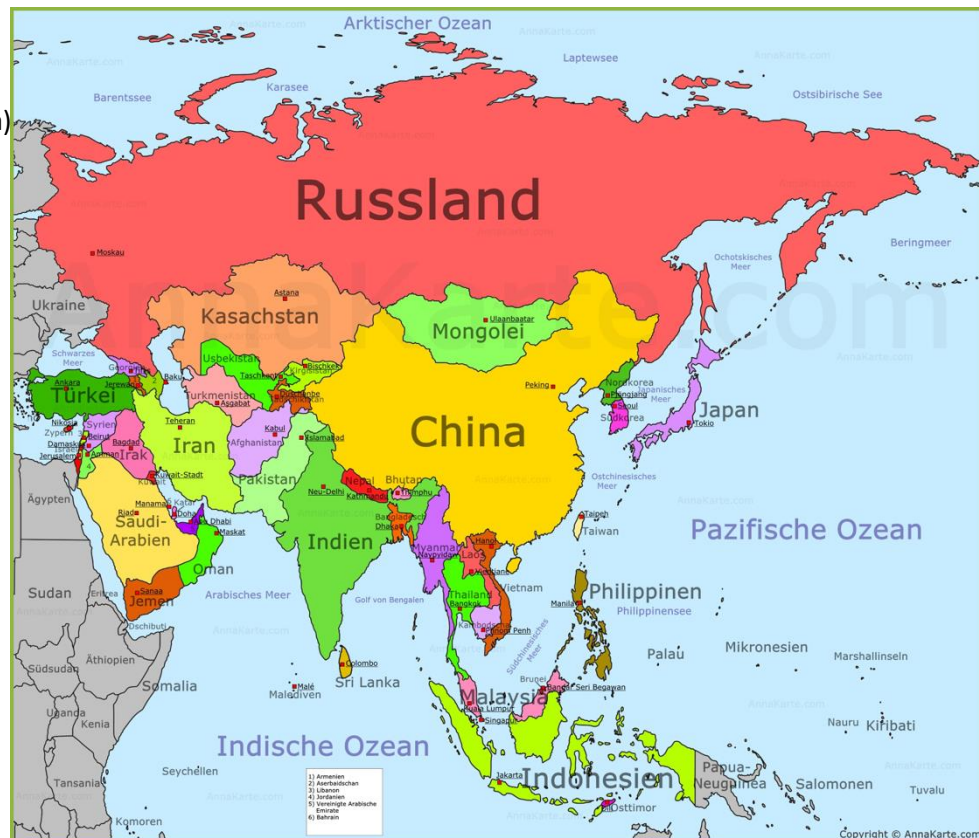 Arktischer Ozean
Laptewsee
Karasee
Barentssee
Ostsibirische See
Russland
Moskau
Beringmeer
Ochotskisches
Meer
AnnaKarte.com
Ukraine
Astana
Kasachstan
Ulaanbaatar
Mongolei
Schwarzes
Meer
Usbekistan
Bischkek
Kirgisistan
Taschkent
Georgien
Jerewan
2
Baku
Duschanbe
Turkmenistan
Aşgabat
Peking
Nordkorea
Pjöngjang
Seoul
Südkorea
Japanisches
Meer
Japan
Tokio
Ankara
Türkei
Nikosia
Zypern
Syrien
Beirut
Damaskus
Israel
Jerusalem
Amman
4
Bagdad
Irak
Teheran
Iran
Kabul
Afghanistan
Islamabad
China
Ostchinesisches
Meer
Kuwait-Stadt
Kuwait
Pakistan
Neu-Delhi
Nepal
Kathmandu
Bhutan
Thimphu
Ägypten
Manama
Katar
Doha
Abu Dhabi
Riad
Saudi-
Arabien
Maskat
Oman
Indien
Bangladesch
Dhaka
Myanmar
Naypyidaw
Hanoi
Laos
Vientiane
Taipeh
Taiwan
Pazifische Ozean
Sudan
Eritrea
Sanaa
Jemen
Arabisches Meer
Golf von Bengalen
Thailand
Bangkok
Vietnam
Kambodscha
Phnom Penh
Philippinen
Manila
Philippinensee
Südchinesisches
Meer
Dschibuti
Südsudan
Äthiopien
Somalia
Colombo
Sri Lanka
Malé
Malediven
Brunei
Bandar Seri Begawan
Malaysia
Kuala Lumpur
Singapur
Palau
Mikronesien
Marshallinseln
Uganda
Kenia
Indische Ozean
Nauru
Kiribati
Seychellen
Tansania
Jakarta
Indonesien
Papua-
Neuguinea
Salomonen
Tuvalu
Osttimor
Komoren
1) Armenien
2) Aserbaidschan
3) Libanon
4) Jordanien
5) Vereinigte Arabische
Emirate
6) Bahrain
Copyright © AnnaKarte.com